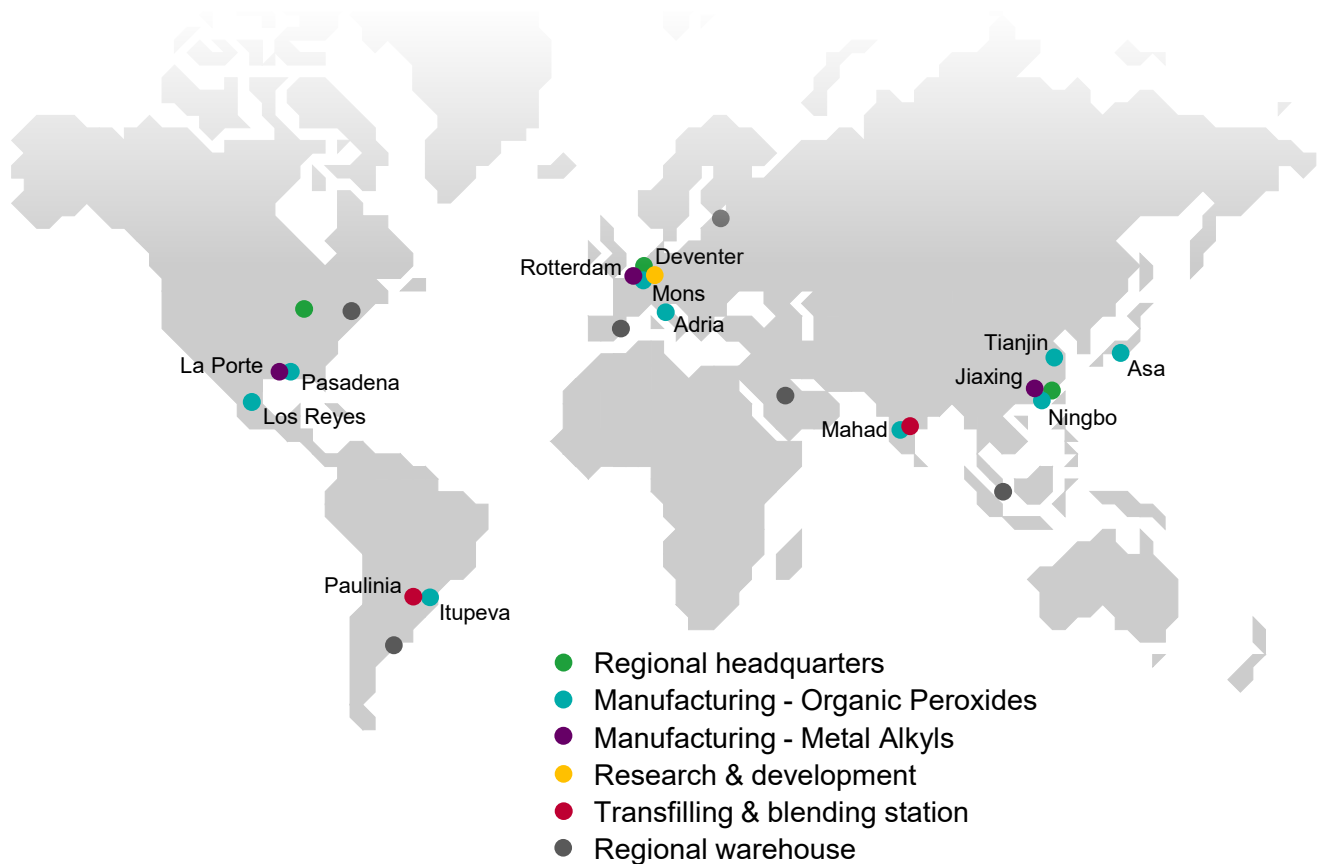 Deventer
Rotterdam
Mons
Adria
Tianjin
La Porte
Asa
Jiaxing
Pasadena
Los Reyes
Ningbo
Mahad
Paulinia
Itupeva
Regional headquarters
Manufacturing - Organic Peroxides
Manufacturing - Metal Alkyls
Research & development
Transfilling & blending station
Regional warehouse